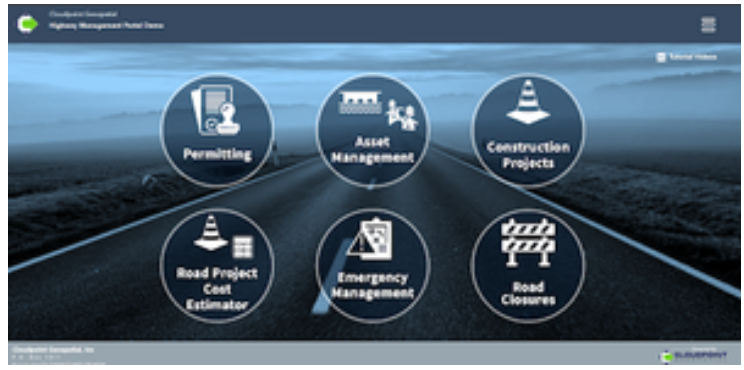 Cloudpoint Geospatial
Highway Management Portal Demo
Tutorial Videos
Permitting
Asset
Management
Construction
Projects
Road Project
Cost
Estimator
Emergency
Management
Road
Closures
Cloudpoint Geospatial, Inc
CLOUDPOINT